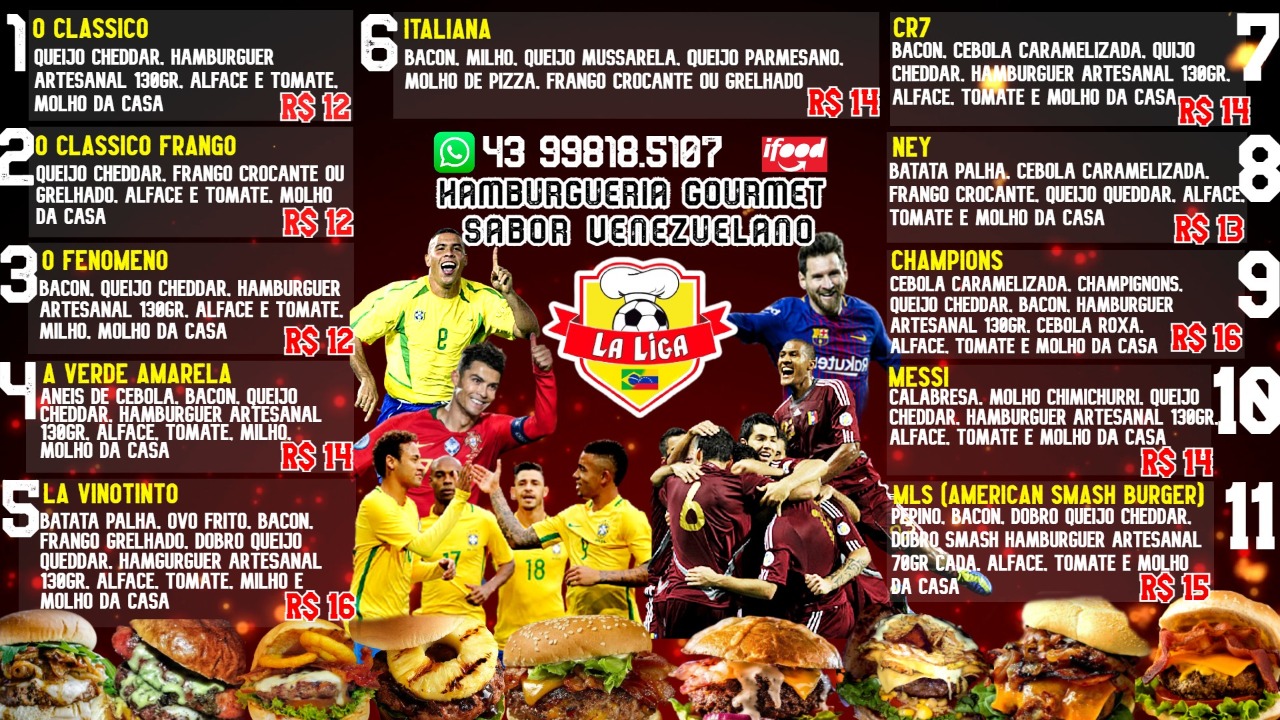 1 O CLASSICO
QUEIJO CHEDDAR. HAMBURGUER
ARTESANAL 130GR. ALFACE E TOMATE.
MOLHO DA CASA
R$ 12
2 O CLASSICO FRANGO
QUEIJO CHEDDAR. FRANGO CROCANTE OU
GRELHADO. ALFACE E TOMATE. MOLHO
DA CASA
R$ 12
3 O FENOMENO
BACON. QUEIJO CHEDDAR. HAMBURGUER
ARTESANAL 130GR. ALFACE E TOMATE.
MILHO. MOLHO DA CASA
R$ 12
4 A VERDE AMARELA
ANEIS DE CEBOLA. BACON. QUEIJO
CHEDDAR. HAMBURGUER ARTESANAL
130GR. ALFACE. TOMATE. MILHO.
MOLHO DA CASA
R$ 14
5 LA VINOTINTO
BATATA PALHA. OVO FRITO. BACON.
FRANGO GRELHADO. DOBRO QUEIJO
QUEDDAR. HAMGURGUER ARTESANAL
130GR. ALFACE. TOMATE. MILHO E
MOLHO DA CASA
R$ 16
6 ITALIANA
BACON. MILHO. QUEIJO MUSSARELA. QUEIJO PARMESANO.
MOLHO DE PIZZA. FRANGO CROCANTE OU GRELHADO
R$ 14
43 99818.5107
ifood
HAMBURGUERIA GOURMET
SABOR VENEZUELANO
LA LIGA
9
Rakuten
6
17
18
9
CR7 7
BACON. CEBOLA CARAMELIZADA. QUIJO
CHEDDAR. HAMBURGUER ARTESANAL 130GR.
ALFACE. TOMATE E MOLHO DA CASA
R$ 14
NEY 8
BATATA PALHA. CEBOLA CARAMELIZADA.
FRANGO CROCANTE. QUEIJO QUEDDAR. ALFACE.
TOMATE E MOLHO DA CASA
R$ 13
CHAMPIONS 9
CEBOLA CARAMELIZADA. CHAMPIGNONS.
QUEIJO CHEDDAR. BACON. HAMBURGUER
ARTESANAL 130GR. CEBOLA ROXA.
ALFACE. TOMATE E MOLHO DA CASA
R$ 16
MESSI 10
CALABRESA. MOLHO CHIMICHURRI. QUEIJO
CHEDDAR. HAMBURGUER ARTESANAL 130GR.
ALFACE. TOMATE E MOLHO DA CASA
R$ 14
MLS (AMERICAN SMASH BURGER) 11
PEPINO. BACON. DOBRO QUEIJO CHEDDAR.
DOBRO SMASH HAMBURGUER ARTESANAL
70GR CADA. ALFACE. TOMATE E MOLHO
DA CASA
R$ 15